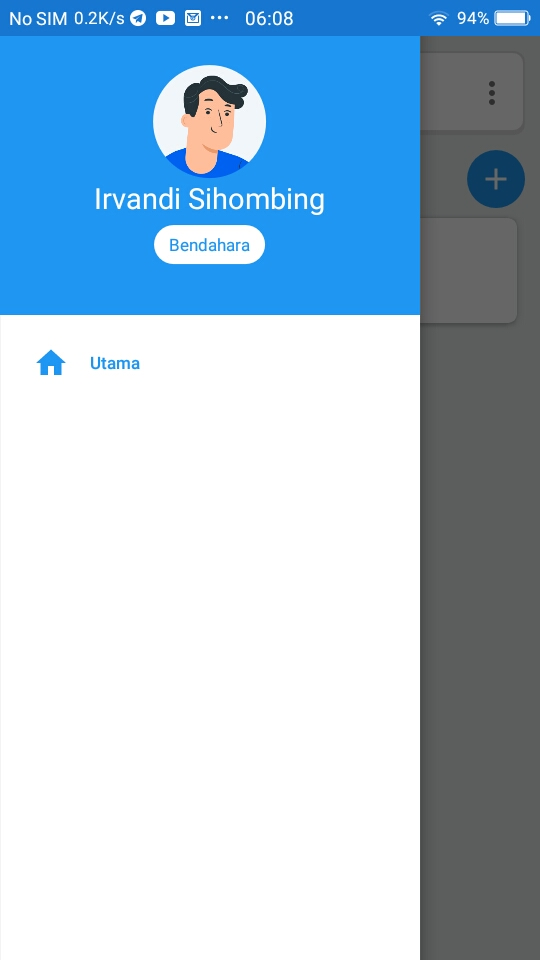 No SIM 0.2K/s 06:08 94%
Irvandi Sihombing
Bendahara
Utama